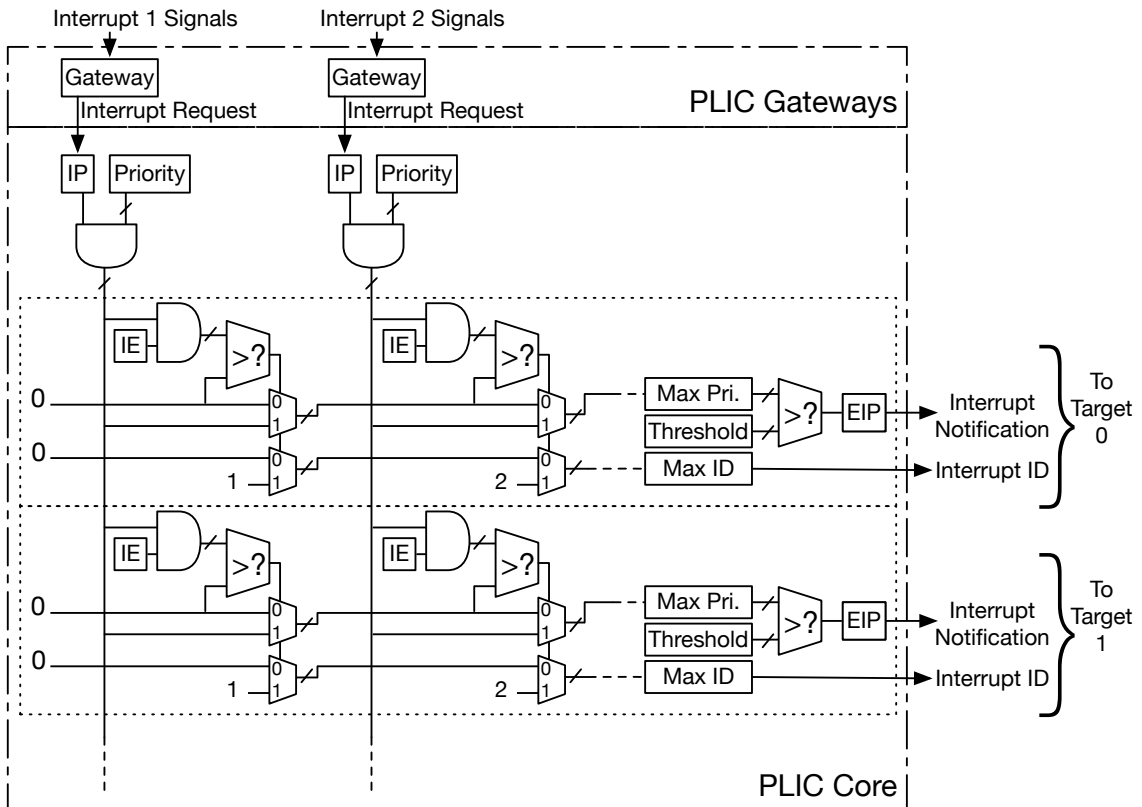 Interrupt 1 Signals
Interrupt 2 Signals
Gateway
Gateway
Interrupt Request
Interrupt Request
PLIC Gateways
IP
Priority
IP
Priority
IE
>?
IE
>?
0
0
1
0
1
Max Pri.
Threshold
>?
EIP
Interrupt
Notification
To
Target
0
0
1
0
1
2
0
1
Max ID
Interrupt ID
IE
>?
IE
>?
0
0
1
0
1
Max Pri.
Threshold
>?
EIP
Interrupt
Notification
To
Target
1
0
1
0
1
2
0
1
Max ID
Interrupt ID
PLIC Core